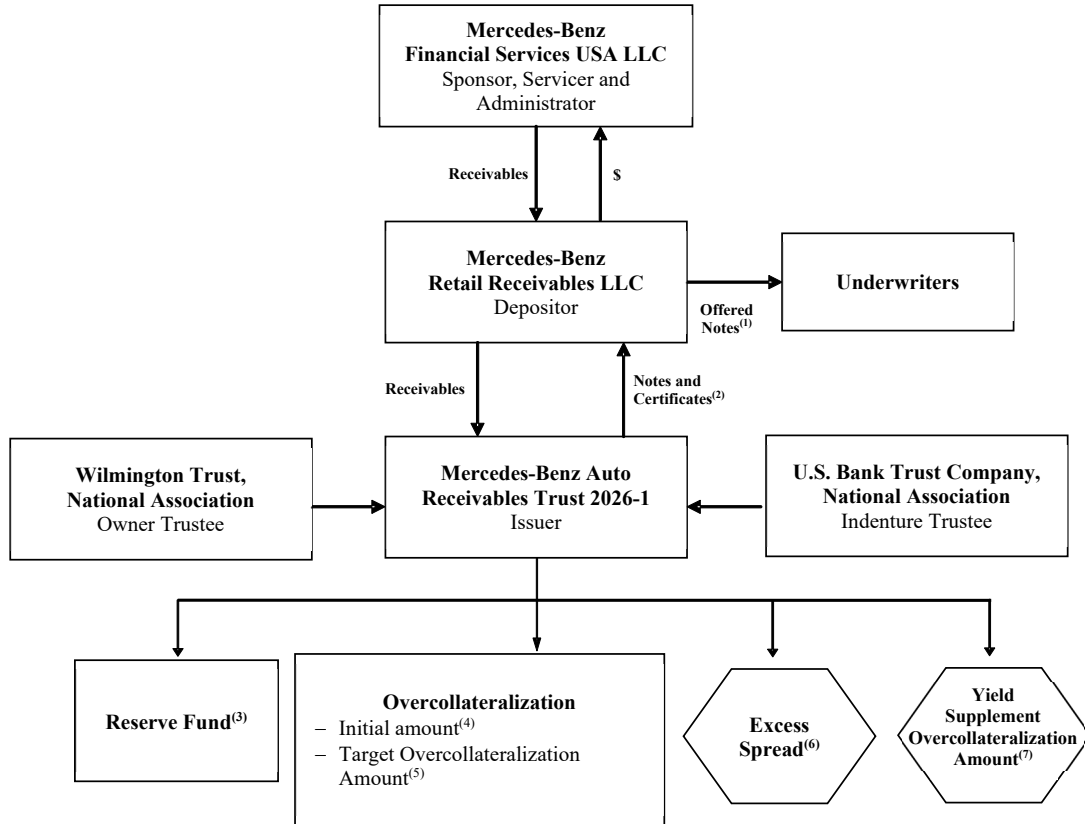 Mercedes-Benz
Financial Services USA LLC
Sponsor, Servicer and
Administrator
Receivables
$
Mercedes-Benz
Retail Receivables LLC
Depositor
Underwriters
Offered
Notes(1)
Receivables
Notes and
Certificates(2)
Wilmington Trust,
National Association
Owner Trustee
Mercedes-Benz Auto
Receivables Trust 2026-1
Issuer
U.S. Bank Trust Company,
National Association
Indenture Trustee
Reserve Fund(3)
Overcollateralization
– Initial amount(4)
– Target Overcollateralization
Amount(5)
Excess
Spread(6)
Yield
Supplement
Overcollateralization
Amount(7)